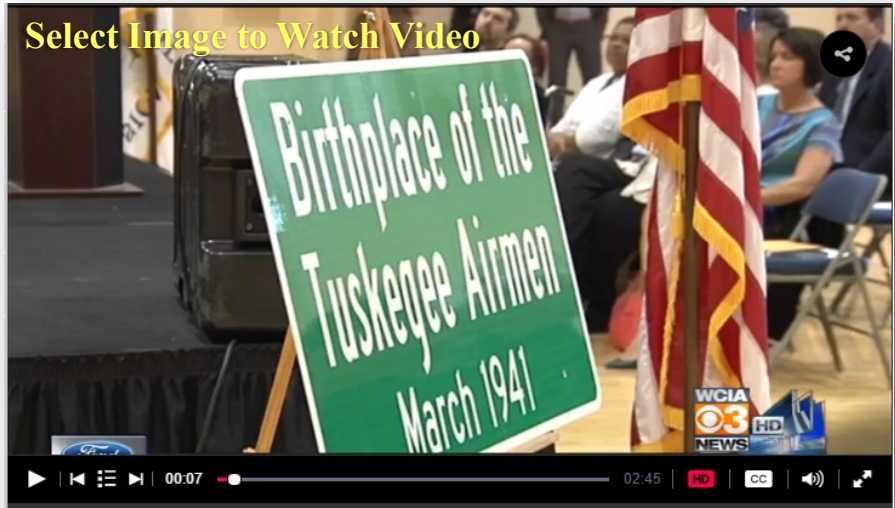 Select Image to Watch Video
Birthplace of the
Tuskegee Airmen
March 1941
WCIA
3
HD
NEWS
Ford
00:07
02:45
HD
CC